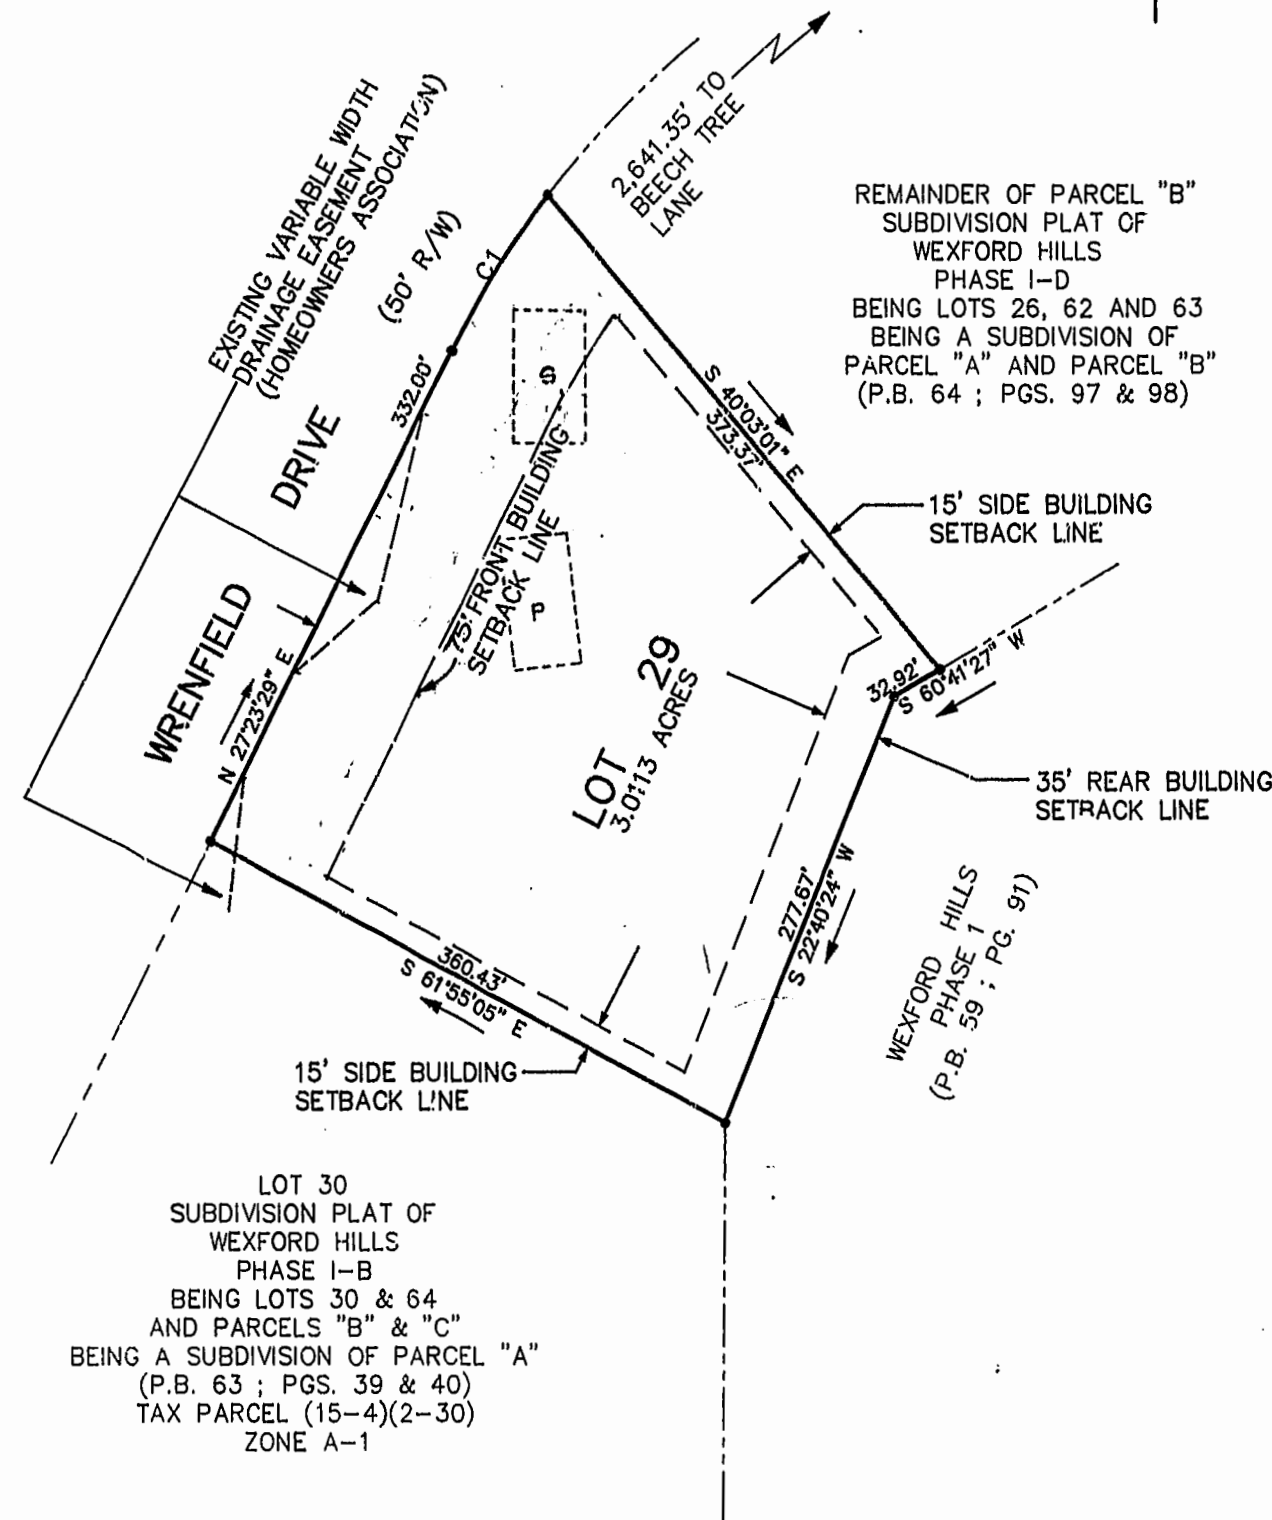 EXISTING VARIABLE WIDTH
DRAINAGE EASEMENT
(HOMEOWNERS ASSOCIATION)
2,641.35' TO
BEECH TREE
LANE
REMAINDER OF PARCEL "B"
SUBDIVISION PLAT OF
WEXFORD HILLS
PHASE I-D
BEING LOTS 26, 62 AND 63
BEING A SUBDIVISION OF
PARCEL "A" AND PARCEL "B"
(P.B. 64 ; PGS. 97 & 98)
(50' R/W)
C1
332.00'
S
S 40°03'01" E
373.37'
WRENFIELD DRIVE
N 27°23'29" E
75' FRONT BUILDING
SETBACK LINE
P
15' SIDE BUILDING
SETBACK LINE
LOT 29
3.0113 ACRES
32.92'
S 60°41'27" W
35' REAR BUILDING
SETBACK LINE
277.67'
S 22°40'24" W
WEXFORD HILLS
PHASE 1
(P.B. 59 ; PG. 91)
360.43'
S 61°55'05" E
15' SIDE BUILDING
SETBACK LINE
LOT 30
SUBDIVISION PLAT OF
WEXFORD HILLS
PHASE I-B
BEING LOTS 30 & 64
AND PARCELS "B" & "C"
BEING A SUBDIVISION OF PARCEL "A"
(P.B. 63 ; PGS. 39 & 40)
TAX PARCEL (15-4)(2-30)
ZONE A-1